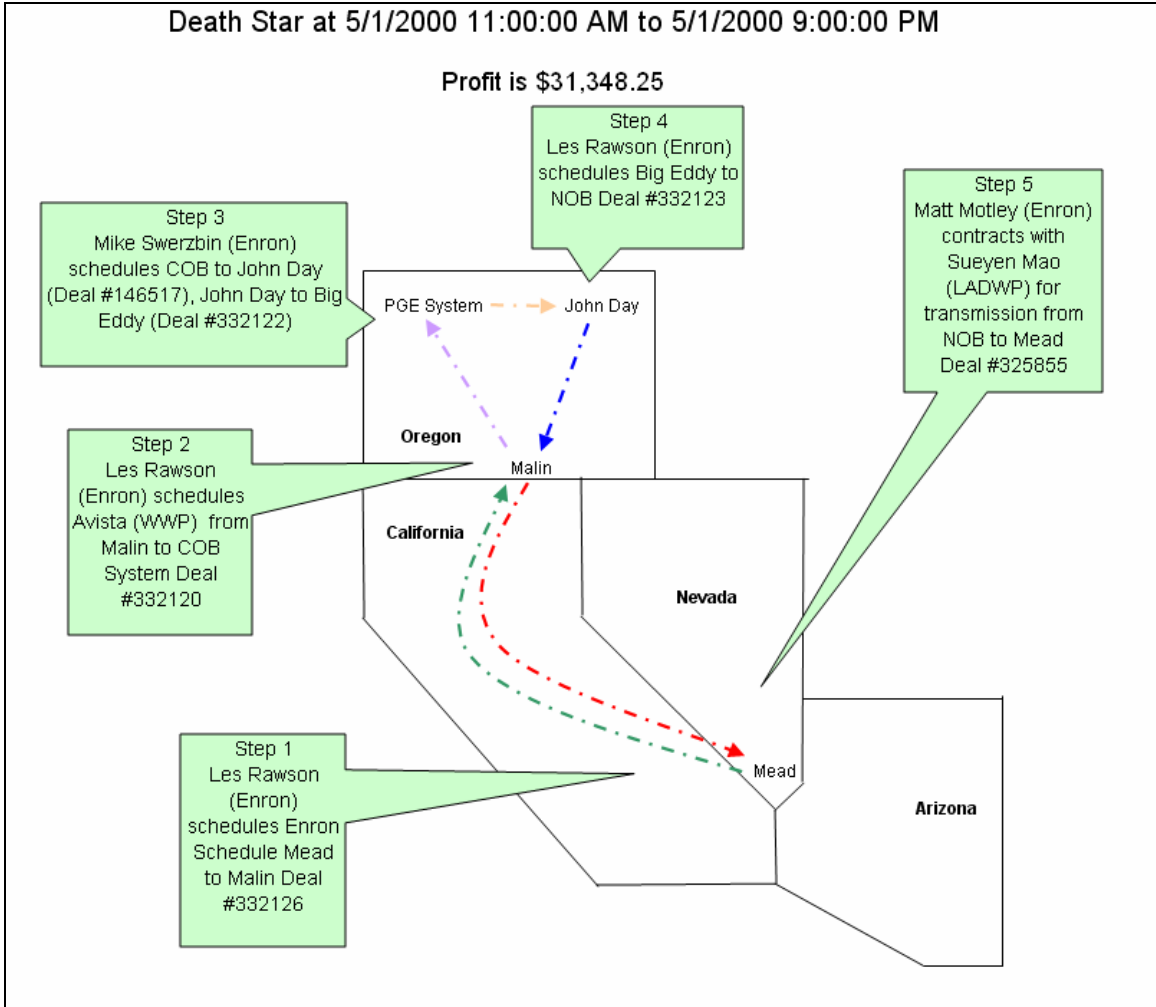 Death Star at 5/1/2000 11:00:00 AM to 5/1/2000 9:00:00 PM
Profit is $31,348.25
Step 4
Les Rawson (Enron)
schedules Big Eddy to
NOB Deal #332123
Step 5
Matt Motley (Enron)
contracts with
Sueyen Mao
(LADWP) for
transmission from
NOB to Mead
Deal #325855
Step 3
Mike Swerzbin (Enron)
schedules COB to John Day
(Deal #146517), John Day to Big
Eddy (Deal #332122)
PGE System
John Day
Oregon
Malin
Step 2
Les Rawson
(Enron) schedules
Avista (WWP) from
Malin to COB
System Deal
#332120
California
Nevada
Step 1
Les Rawson
(Enron)
schedules Enron
Schedule Mead
to Malin Deal
#332126
Mead
Arizona